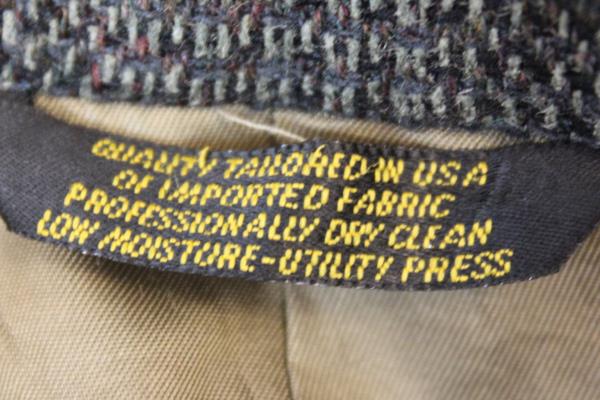 QUALITY TAILORED IN USA
OF IMPORTED FABRIC
PROFESSIONALLY DRY CLEAN
LOW MOISTURE-UTILITY PRESS